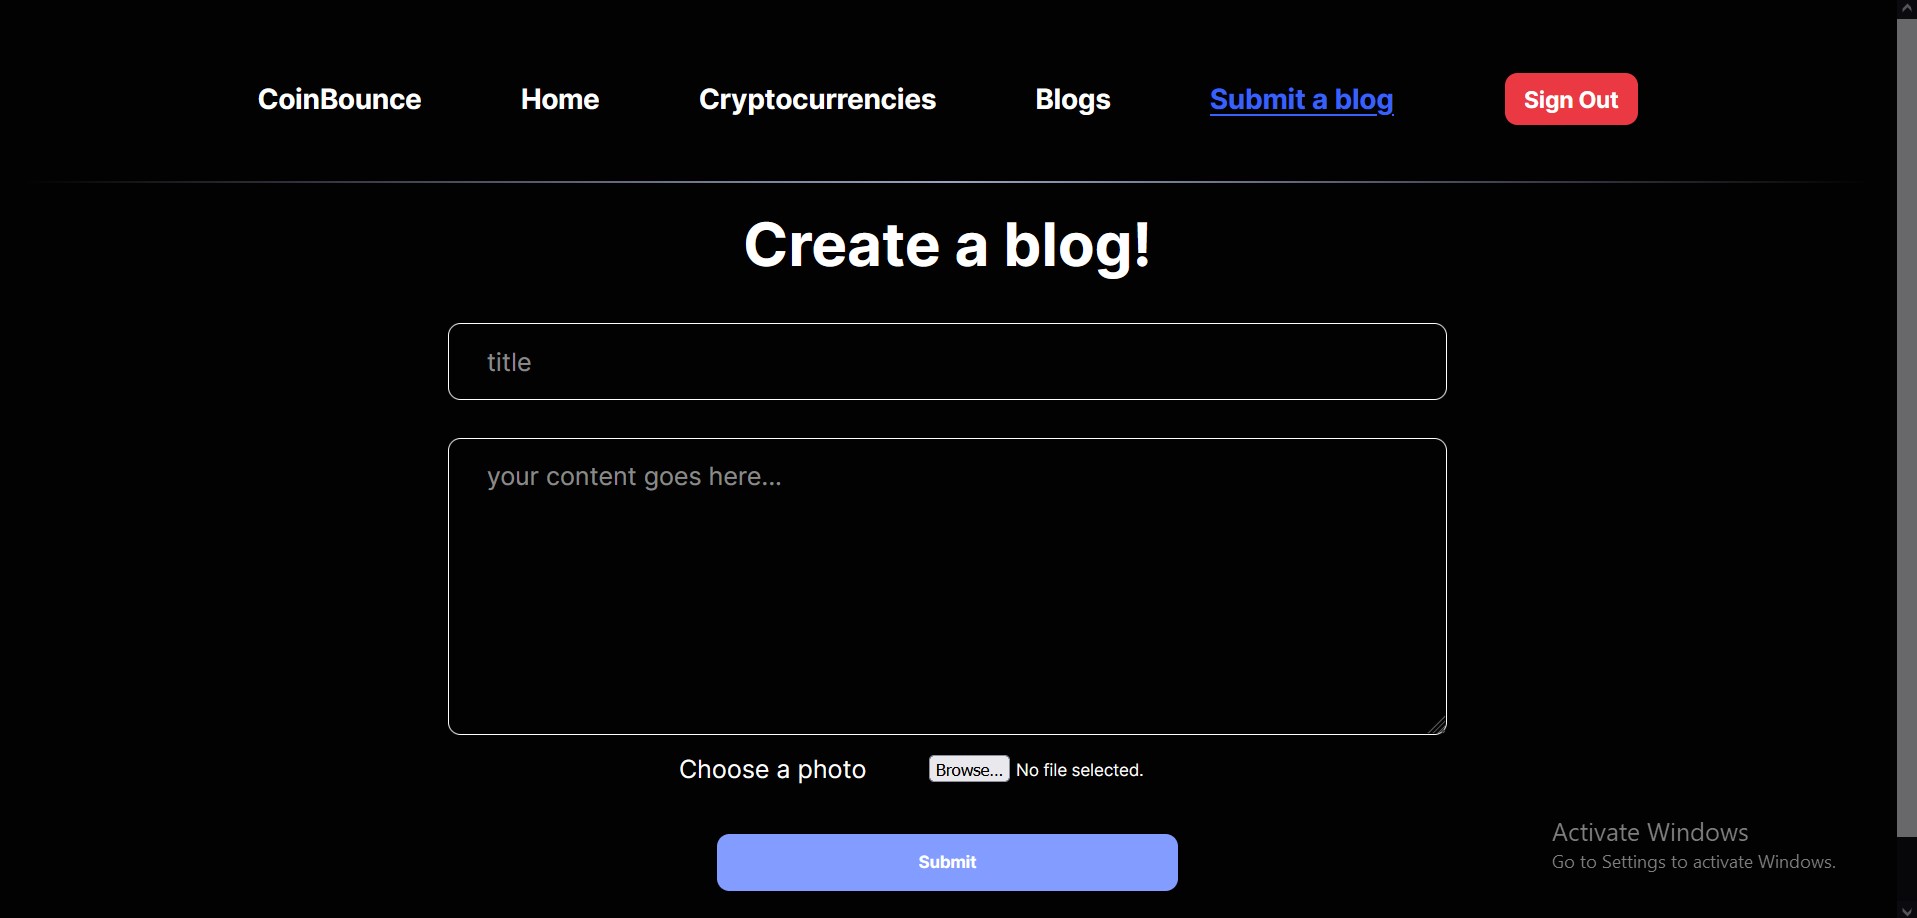 CoinBounce Home Cryptocurrencies Blogs Submit a blog Sign Out
Create a blog!
title
your content goes here...
Choose a photo Browse... No file selected.
Submit
Activate Windows
Go to Settings to activate Windows.